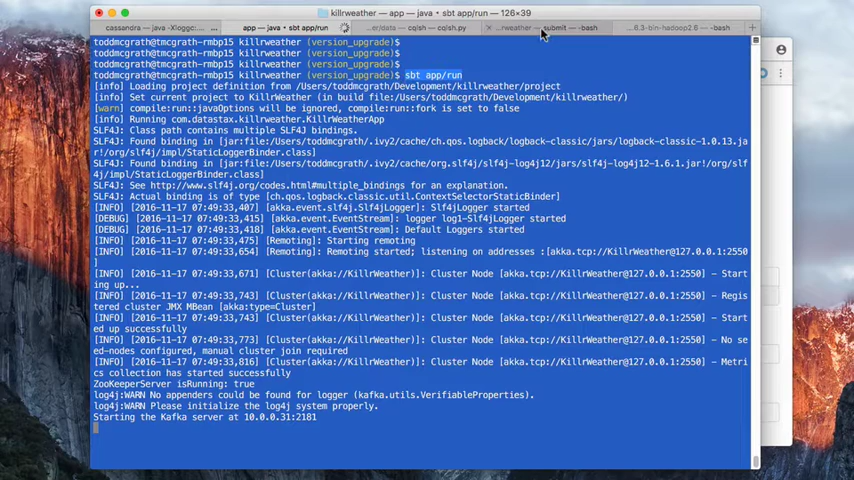 killrweather — app — java • sbt app/run — 126×39
cassandra — java -Xloggc:... ...
app — java • sbt app/run
...er/data — cqlsh — cqlsh.py
...rweather — submit — -bash
...6.3-bin-hadoop2.6 — -bash
toddmcgrath@tmcgrath-rmbp15 killrweather (version_upgrade)$
toddmcgrath@tmcgrath-rmbp15 killrweather (version_upgrade)$
toddmcgrath@tmcgrath-rmbp15 killrweather (version_upgrade)$
toddmcgrath@tmcgrath-rmbp15 killrweather (version_upgrade)$ sbt app/run
[info] Loading project definition from /Users/toddmcgrath/Development/killrweather/project
[info] Set current project to KillrWeather (in build file:/Users/toddmcgrath/Development/killrweather/)
[warn] compile:run::javaOptions will be ignored, compile:run::fork is set to false
[info] Running com.datastax.killrweather.KillrWeatherApp
SLF4J: Class path contains multiple SLF4J bindings.
SLF4J: Found binding in [jar:file:/Users/toddmcgrath/.ivy2/cache/ch.qos.logback/logback-classic/jars/logback-classic-1.0.13.ja
r!/org/slf4j/impl/StaticLoggerBinder.class]
SLF4J: Found binding in [jar:file:/Users/toddmcgrath/.ivy2/cache/org.slf4j/slf4j-log4j12/jars/slf4j-log4j12-1.6.1.jar!/org/slf
4j/impl/StaticLoggerBinder.class]
SLF4J: See http://www.slf4j.org/codes.html#multiple_bindings for an explanation.
SLF4J: Actual binding is of type [ch.qos.logback.classic.util.ContextSelectorStaticBinder]
[INFO] [2016-11-17 07:49:33,407] [akka.event.slf4j.Slf4jLogger]: Slf4jLogger started
[DEBUG] [2016-11-17 07:49:33,415] [akka.event.EventStream]: logger log1-Slf4jLogger started
[DEBUG] [2016-11-17 07:49:33,418] [akka.event.EventStream]: Default Loggers started
[INFO] [2016-11-17 07:49:33,475] [Remoting]: Starting remoting
[INFO] [2016-11-17 07:49:33,654] [Remoting]: Remoting started; listening on addresses :[akka.tcp://KillrWeather@127.0.0.1:2550
]
[INFO] [2016-11-17 07:49:33,671] [Cluster(akka://KillrWeather)]: Cluster Node [akka.tcp://KillrWeather@127.0.0.1:2550] - Start
ing up...
[INFO] [2016-11-17 07:49:33,743] [Cluster(akka://KillrWeather)]: Cluster Node [akka.tcp://KillrWeather@127.0.0.1:2550] - Regis
tered cluster JMX MBean [akka:type=Cluster]
[INFO] [2016-11-17 07:49:33,743] [Cluster(akka://KillrWeather)]: Cluster Node [akka.tcp://KillrWeather@127.0.0.1:2550] - Start
ed up successfully
[INFO] [2016-11-17 07:49:33,773] [Cluster(akka://KillrWeather)]: Cluster Node [akka.tcp://KillrWeather@127.0.0.1:2550] - No se
ed-nodes configured, manual cluster join required
[INFO] [2016-11-17 07:49:33,816] [Cluster(akka://KillrWeather)]: Cluster Node [akka.tcp://KillrWeather@127.0.0.1:2550] - Metri
cs collection has started successfully
ZooKeeperServer isRunning: true
log4j:WARN No appenders could be found for logger (kafka.utils.VerifiableProperties).
log4j:WARN Please initialize the log4j system properly.
Starting the Kafka server at 10.0.0.31:2181